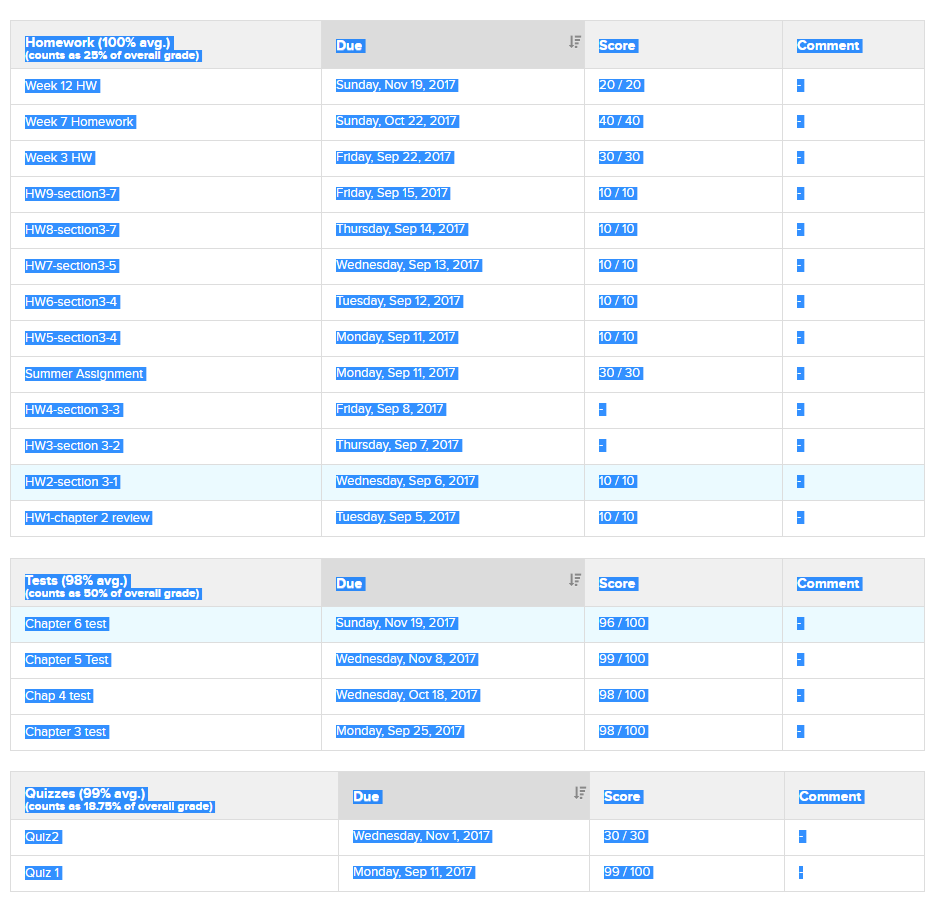 Homework (100% avg.)
(counts as 25% of overall grade)
Due
Score
Comment
Week 12 HW Sunday, Nov 19, 2017 20 / 20 -
Week 7 Homework Sunday, Oct 22, 2017 40 / 40 -
Week 3 HW Friday, Sep 22, 2017 30 / 30 -
HW9-section3-7 Friday, Sep 15, 2017 10 / 10 -
HW8-section3-7 Thursday, Sep 14, 2017 10 / 10 -
HW7-section3-5 Wednesday, Sep 13, 2017 10 / 10 -
HW6-section3-4 Tuesday, Sep 12, 2017 10 / 10 -
HW5-section3-4 Monday, Sep 11, 2017 10 / 10 -
Summer Assignment Monday, Sep 11, 2017 30 / 30 -
HW4-section 3-3 Friday, Sep 8, 2017 - -
HW3-section 3-2 Thursday, Sep 7, 2017 - -
HW2-section 3-1 Wednesday, Sep 6, 2017 10 / 10 -
HW1-chapter 2 review Tuesday, Sep 5, 2017 10 / 10 -
Tests (98% avg.)
(counts as 50% of overall grade)
Due
Score
Comment
Chapter 6 test Sunday, Nov 19, 2017 96 / 100 -
Chapter 5 Test Wednesday, Nov 8, 2017 99 / 100 -
Chap 4 test Wednesday, Oct 18, 2017 98 / 100 -
Chapter 3 test Monday, Sep 25, 2017 98 / 100 -
Quizzes (99% avg.)
(counts as 18.75% of overall grade)
Due
Score
Comment
Quiz2 Wednesday, Nov 1, 2017 30 / 30 -
Quiz 1 Monday, Sep 11, 2017 99 / 100 -